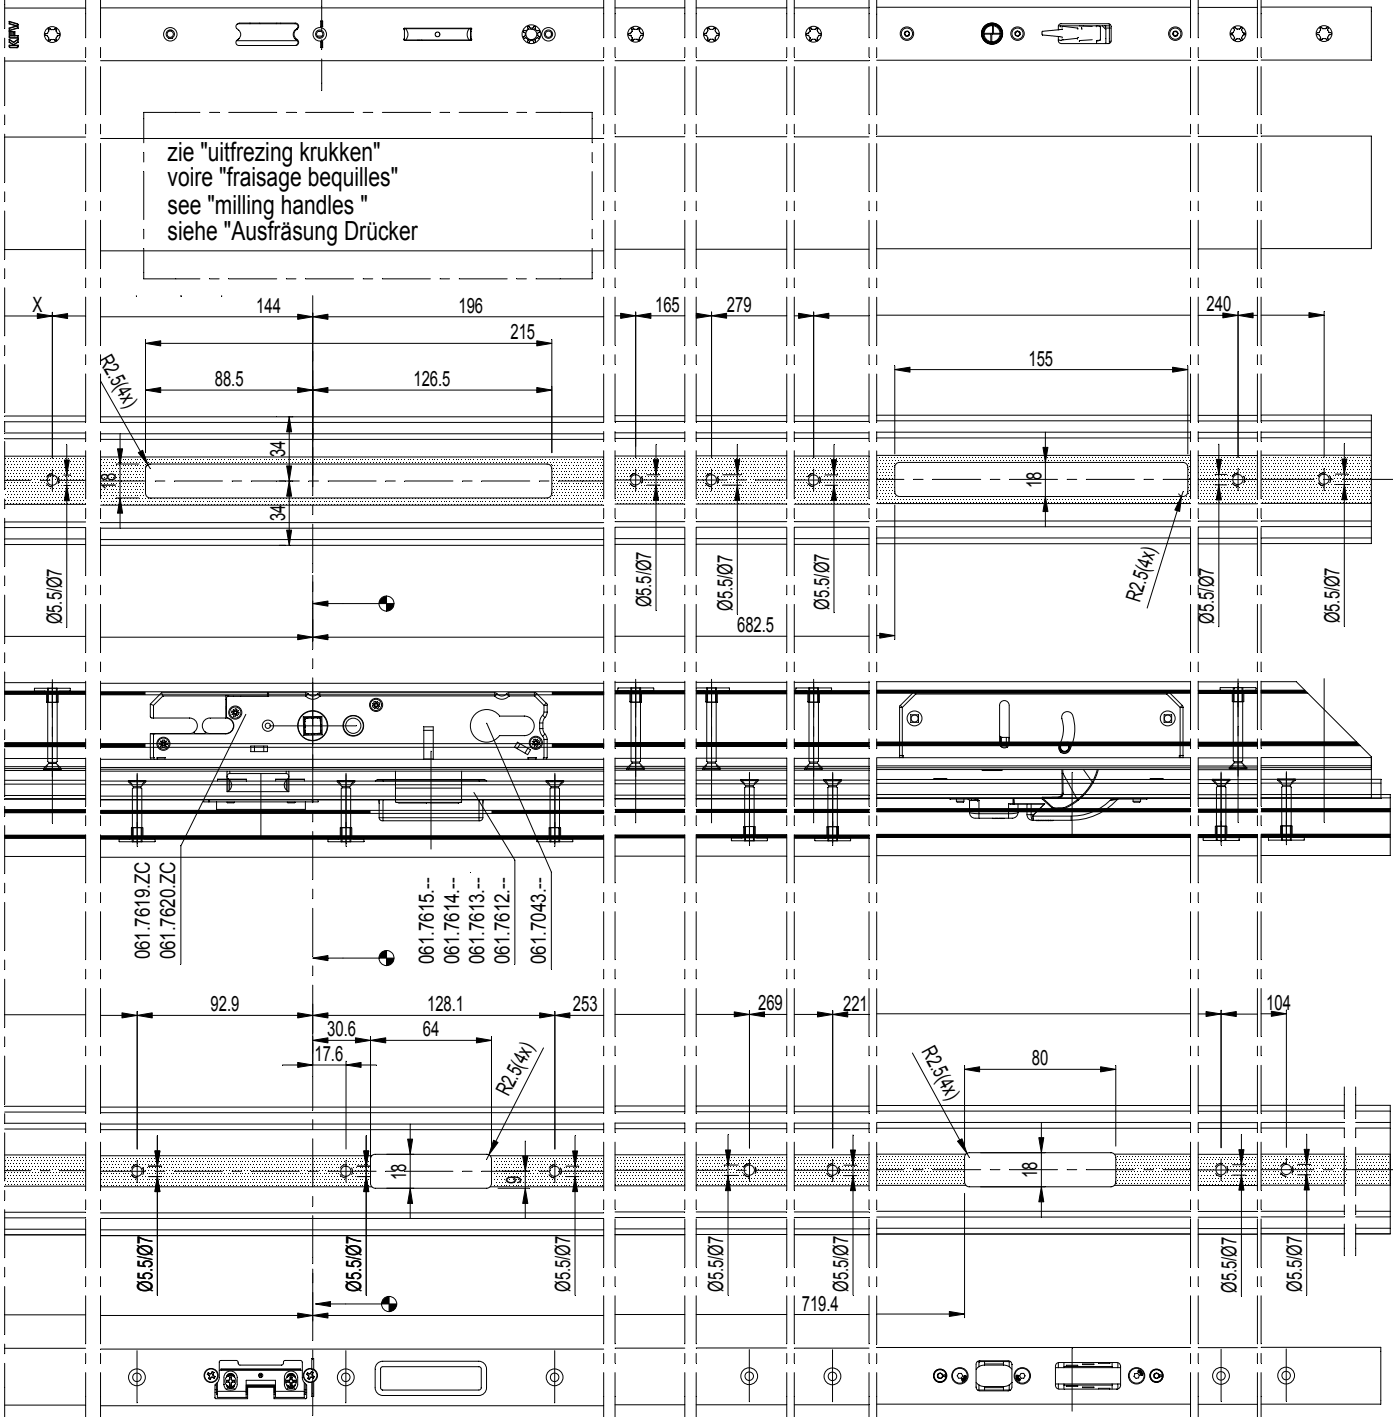 KFV
zie "uitfrezing krukken"
voire "fraisage bequilles"
see "milling handles "
siehe "Ausfräsung Drücker
X
144
196
165
279
240
215
155
88.5
126.5
R2.5(4x)
34
18
34
18
R2.5(4x)
Ø5.5/Ø7
Ø5.5/Ø7
Ø5.5/Ø7
Ø5.5/Ø7
Ø5.5/Ø7
Ø5.5/Ø7
682.5
061.7619.ZC
061.7620.ZC
061.7615.--
061.7614.--
061.7613.--
061.7612.--
061.7043.--
92.9
128.1
253
269
221
104
30.6
64
17.6
R2.5(4x)
R2.5(4x)
80
18
9
18
Ø5.5/Ø7
Ø5.5/Ø7
Ø5.5/Ø7
Ø5.5/Ø7
Ø5.5/Ø7
Ø5.5/Ø7
Ø5.5/Ø7
719.4